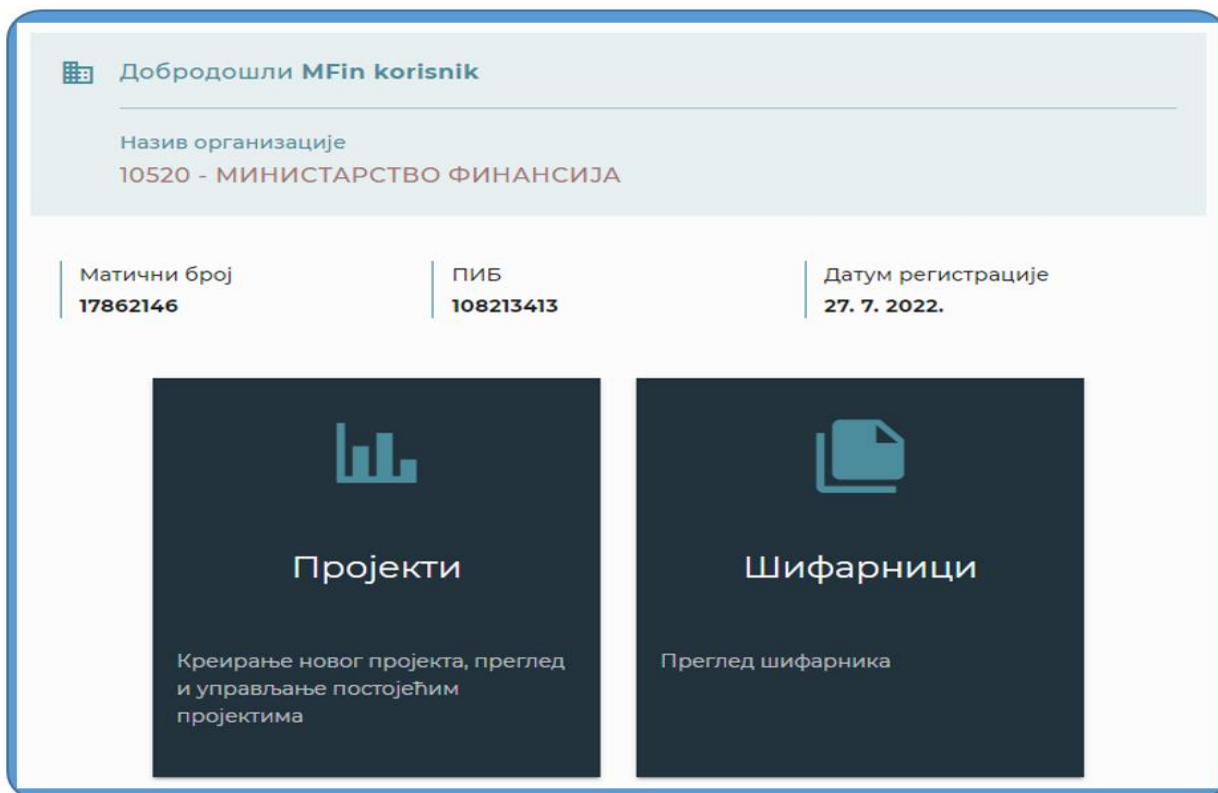 Добродошли MFin korisnik
Назив организације
10520 - МИНИСТАРСТВО ФИНАНСИЈА
Матични број
17862146
ПИБ
108213413
Датум регистрације
27. 7. 2022.
Пројекти
Креирање новог пројекта, преглед
и управљање постојећим
пројектима
Шифарници
Преглед шифарника